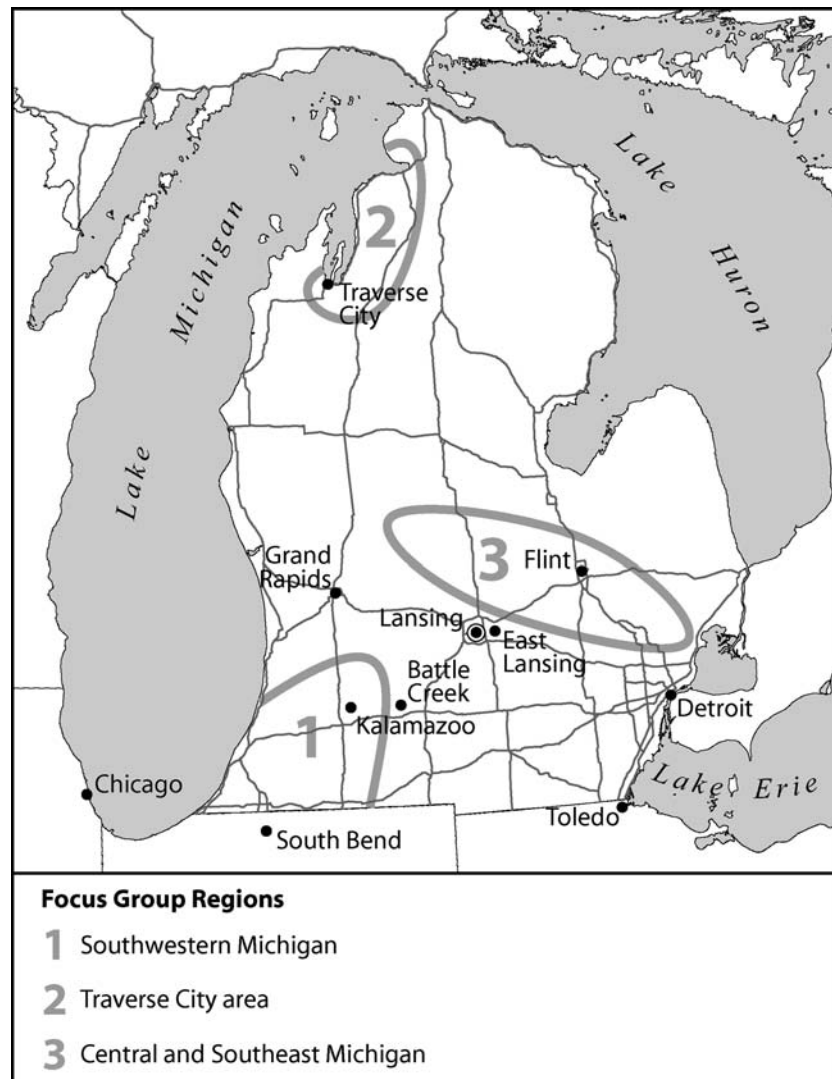 Lake
Huron
Lake
Michigan
2
Traverse
City
3
Flint
Grand
Rapids
Lansing
East
Lansing
Battle
Creek
1
Kalamazoo
Detroit
Chicago
Lake Erie
Toledo
South Bend
Focus Group Regions
1 Southwestern Michigan
2 Traverse City area
3 Central and Southeast Michigan